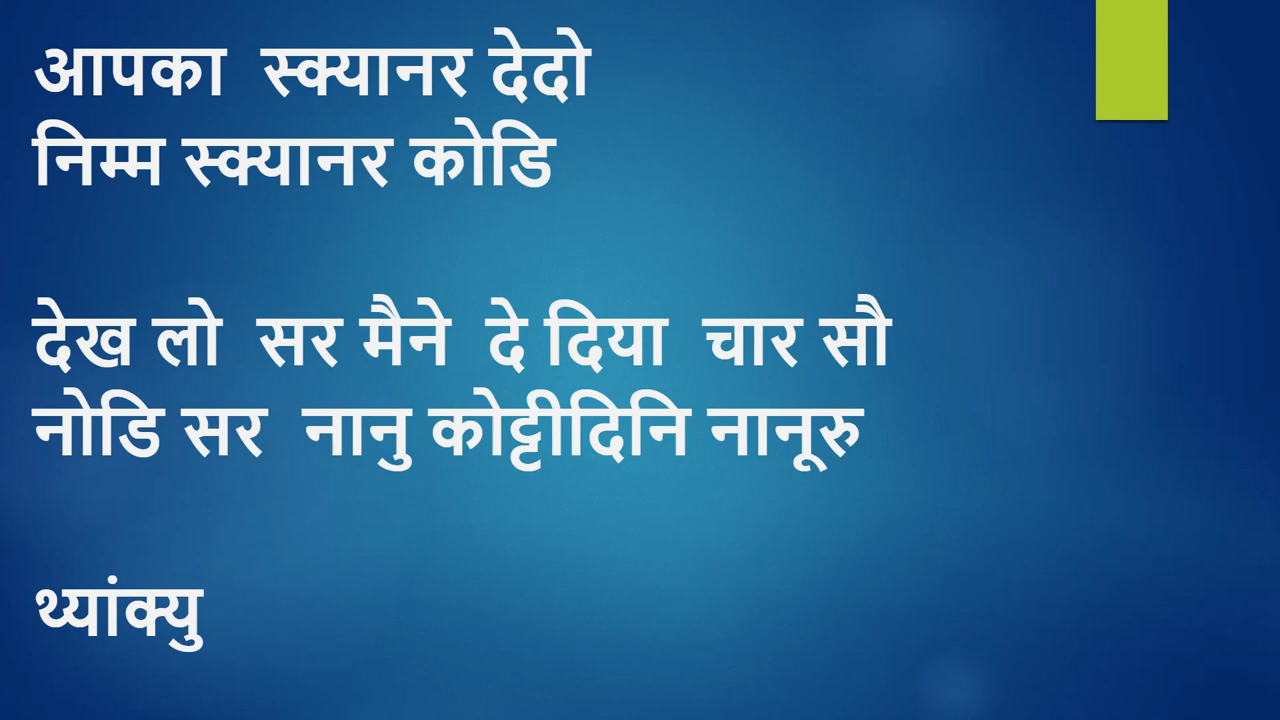 आपका स्क्यानर देदो
निम्म स्क्यानर कोडि
देख लो सर मैने दे दिया चार सौ
नोडि सर नानु कोट्टीदिनि नानूरु
थ्यांक्यु